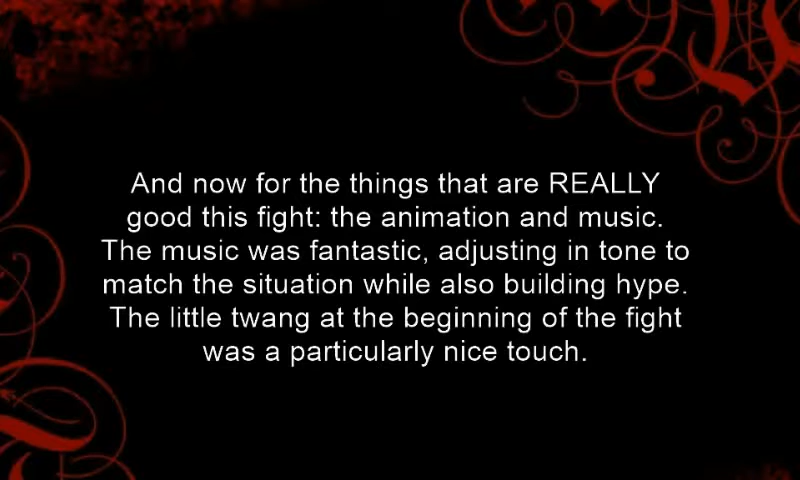 And now for the things that are REALLY
good this fight: the animation and music.
The music was fantastic, adjusting in tone to
match the situation while also building hype.
The little twang at the beginning of the fight
was a particularly nice touch.